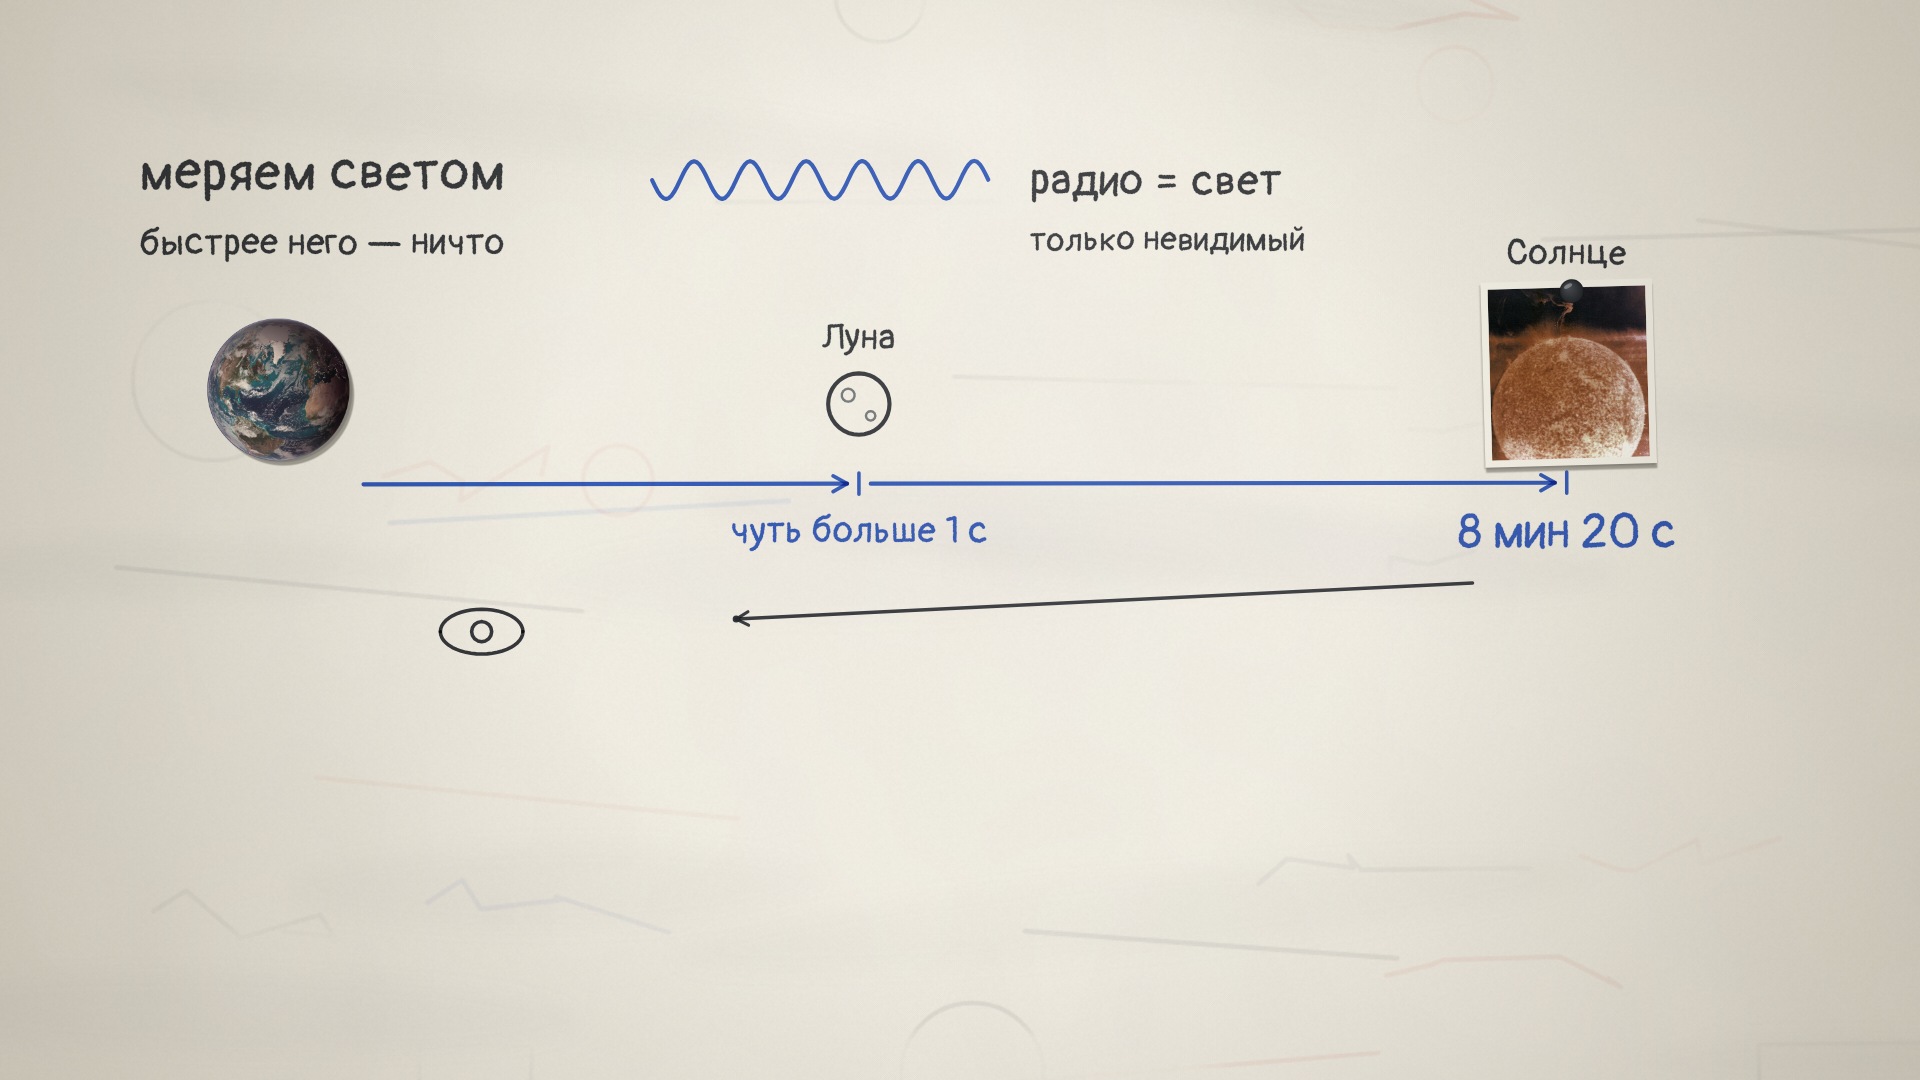 меряем светом
быстрее него — ничто
радио = свет
только невидимый
Солнце
Луна
чуть больше 1 с
8 мин 20 с